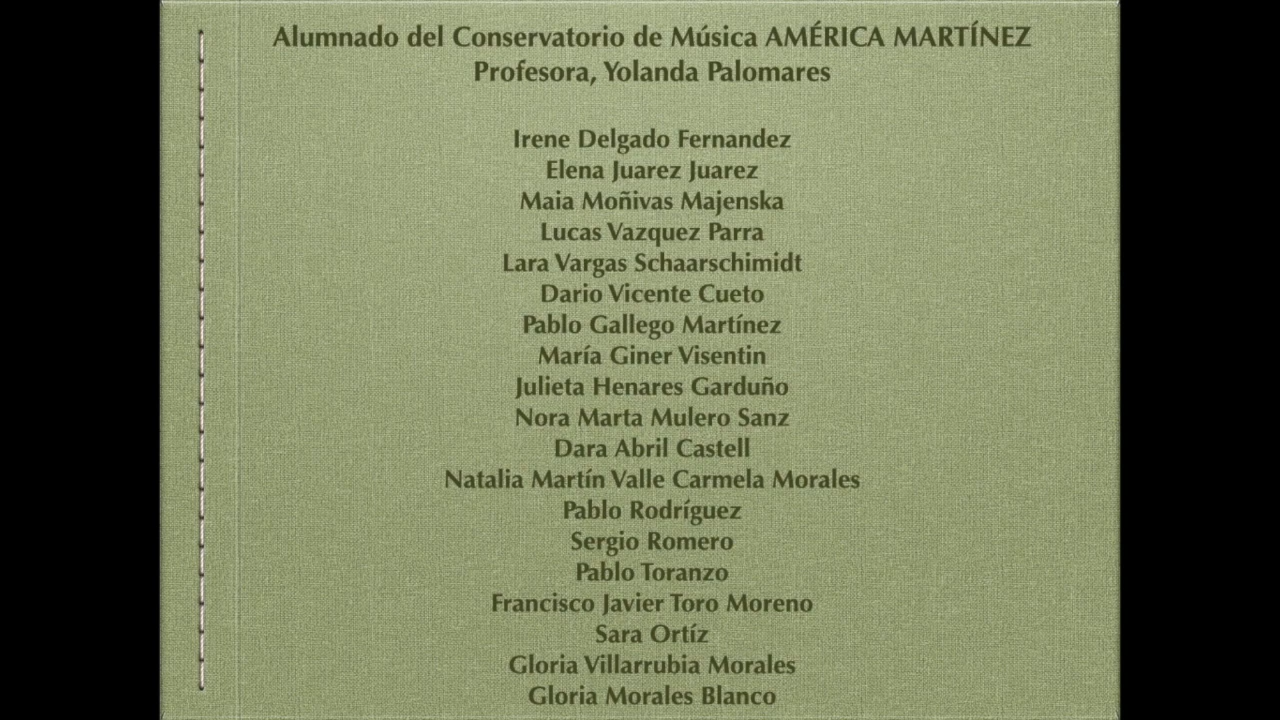 Alumnado del Conservatorio de Música AMÉRICA MARTÍNEZ
Profesora, Yolanda Palomares
Irene Delgado Fernandez
Elena Juarez Juarez
Maia Moñivas Majenska
Lucas Vazquez Parra
Lara Vargas Schaarschimidt
Dario Vicente Cueto
Pablo Gallego Martínez
María Giner Visentin
Julieta Henares Garduño
Nora Marta Mulero Sanz
Dara Abril Castell
Natalia Martín Valle Carmela Morales
Pablo Rodríguez
Sergio Romero
Pablo Toranzo
Francisco Javier Toro Moreno
Sara Ortíz
Gloria Villarrubia Morales
Gloria Morales Blanco